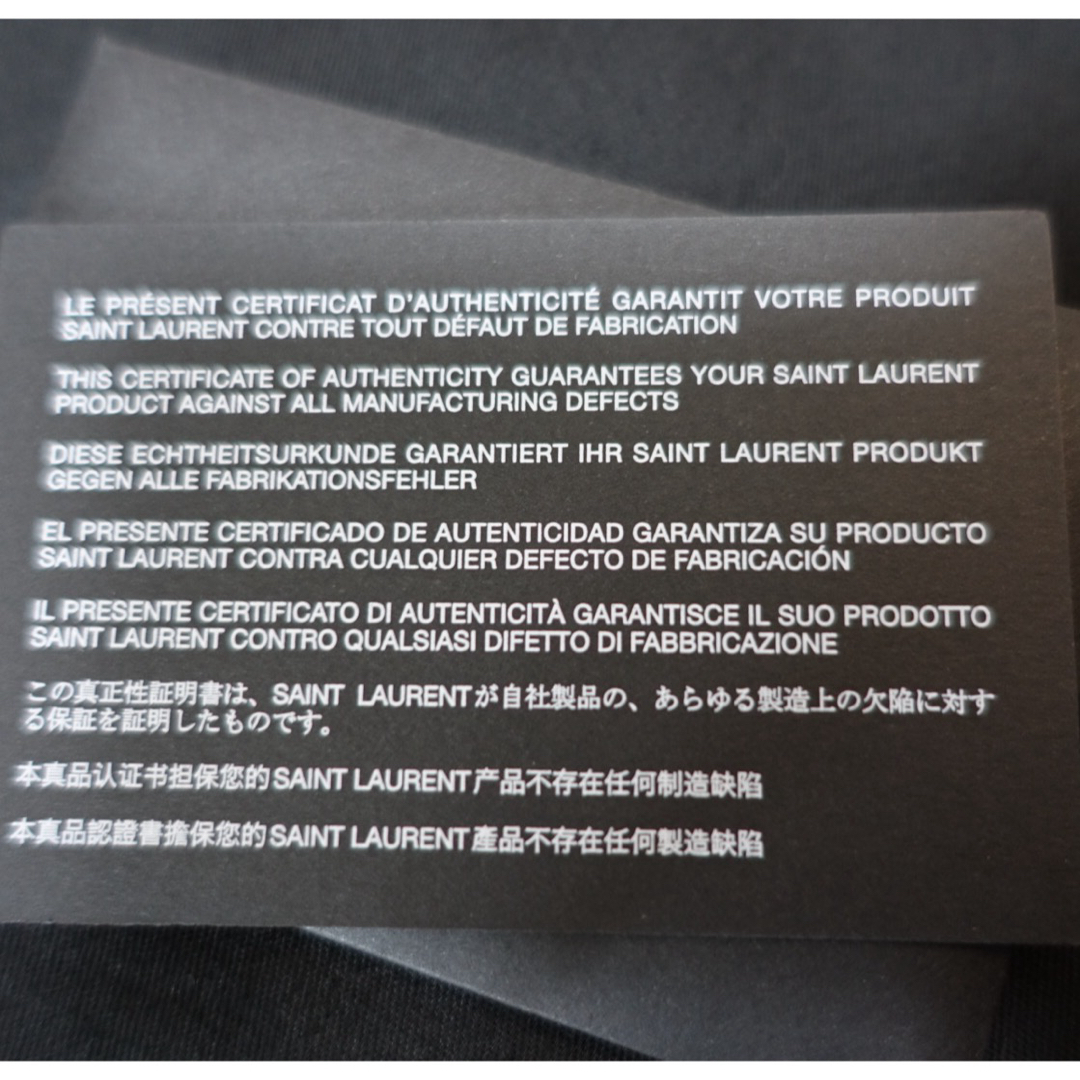 LE PRÉSENT CERTIFICAT D'AUTHENTICITÉ GARANTIT VOTRE PRODUIT
SAINT LAURENT CONTRE TOUT DÉFAUT DE FABRICATION
THIS CERTIFICATE OF AUTHENTICITY GUARANTEES YOUR SAINT LAURENT
PRODUCT AGAINST ALL MANUFACTURING DEFECTS
DIESE ECHTHEITSURKUNDE GARANTIERT IHR SAINT LAURENT PRODUKT
GEGEN ALLE FABRIKATIONSFEHLER
EL PRESENTE CERTIFICADO DE AUTENTICIDAD GARANTIZA SU PRODUCTO
SAINT LAURENT CONTRA CUALQUIER DEFECTO DE FABRICACIÓN
IL PRESENTE CERTIFICATO DI AUTENTICITÀ GARANTISCE IL SUO PRODOTTO
SAINT LAURENT CONTRO QUALSIASI DIFETTO DI FABBRICAZIONE
この真正性証明書は、SAINT LAURENTが自社製品の、あらゆる製造上の欠陥に対す
る保証を証明したものです。
本真品认证书担保您的SAINT LAURENT产品不存在任何制造缺陷
本真品認證書擔保您的SAINT LAURENT產品不存在任何製造缺陷